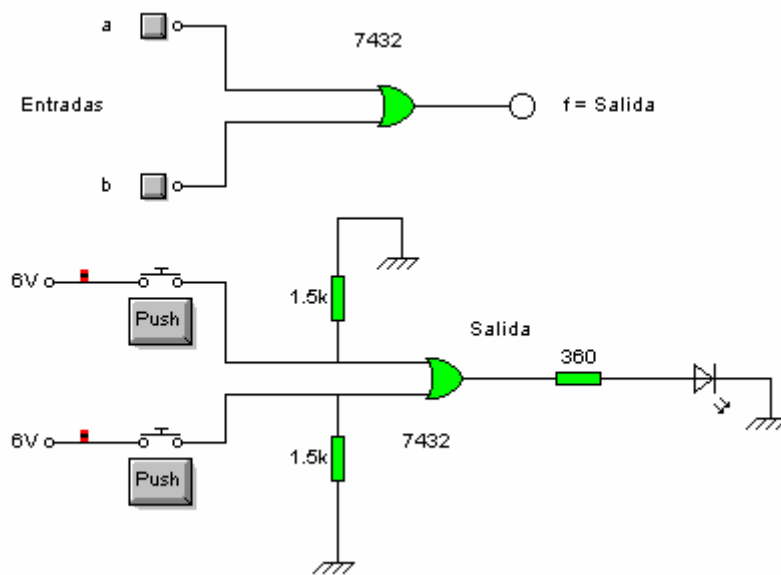 a
7432
Entradas
f = Salida
b
6V
Push
1.5k
Salida
360
6V
Push
1.5k
7432